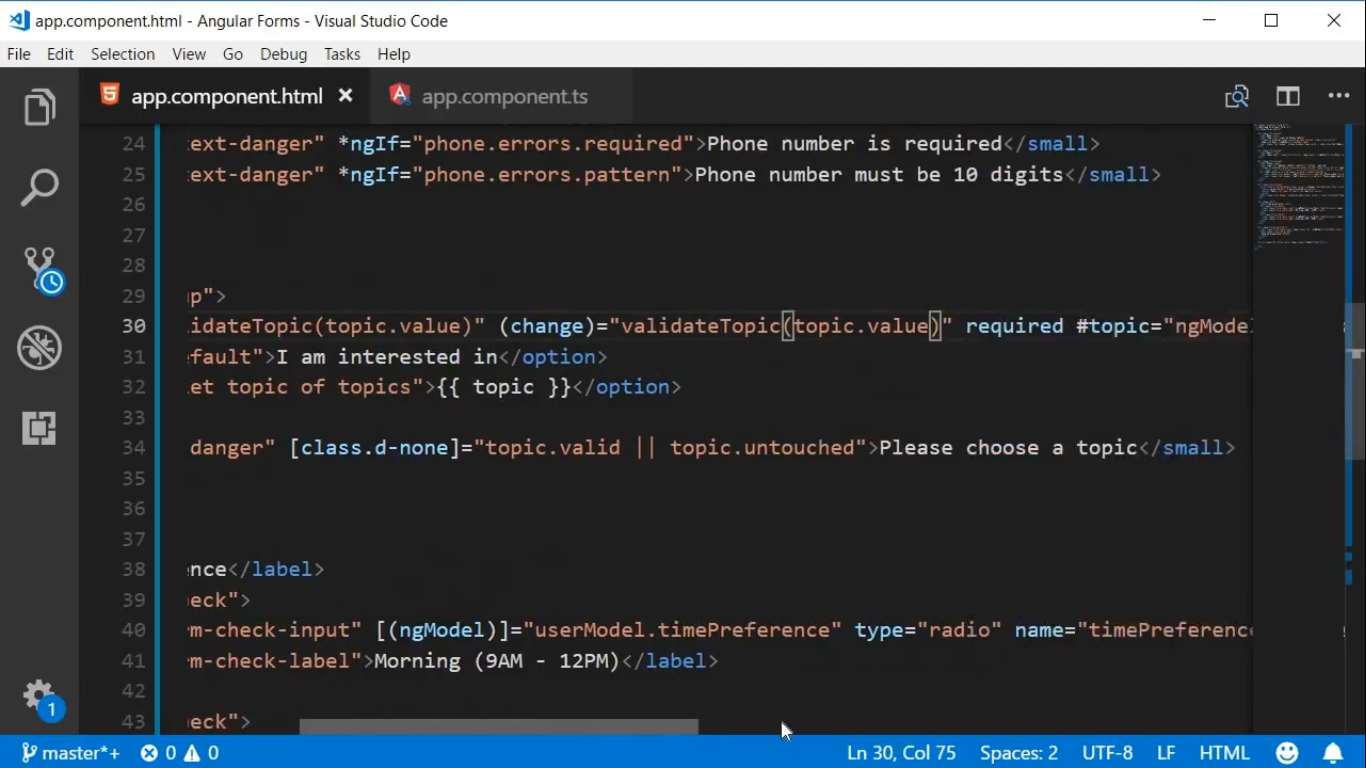 app.component.html - Angular Forms - Visual Studio Code
File Edit Selection View Go Debug Tasks Help
app.component.html app.component.ts
24 ext-danger" *ngIf="phone.errors.required">Phone number is required</small>
25 ext-danger" *ngIf="phone.errors.pattern">Phone number must be 10 digits</small>
26
27
28
29 p">
30 idateTopic(topic.value)" (change)="validateTopic(topic.value)" required #topic="ngModel
31 efault">I am interested in</option>
32 et topic of topics">{{ topic }}</option>
33
34 danger" [class.d-none]="topic.valid || topic.untouched">Please choose a topic</small>
35
36
37
38 ence</label>
39 eck">
40 m-check-input" [(ngModel)]="userModel.timePreference" type="radio" name="timePreference
41 m-check-label">Morning (9AM - 12PM)</label>
42
43 eck">
1
master*+ 0 0 Ln 30, Col 75 Spaces: 2 UTF-8 LF HTML